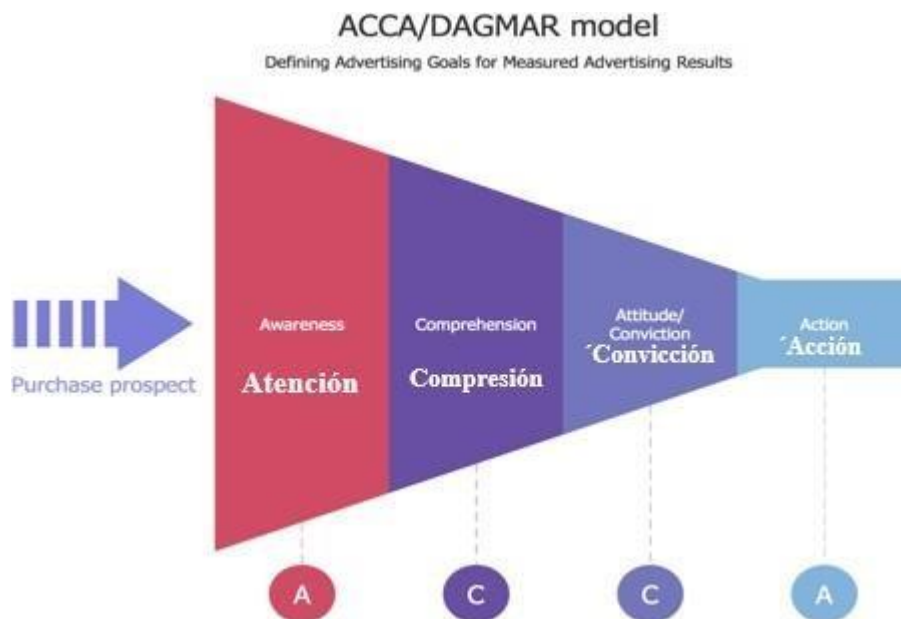 ACCA/DAGMAR model
Defining Advertising Goals for Measured Advertising Results
Purchase prospect
Awareness
Atención
Comprehension
Compresión
Attitude/
Conviction
´Convicción
Action
´Acción
A
C
C
A